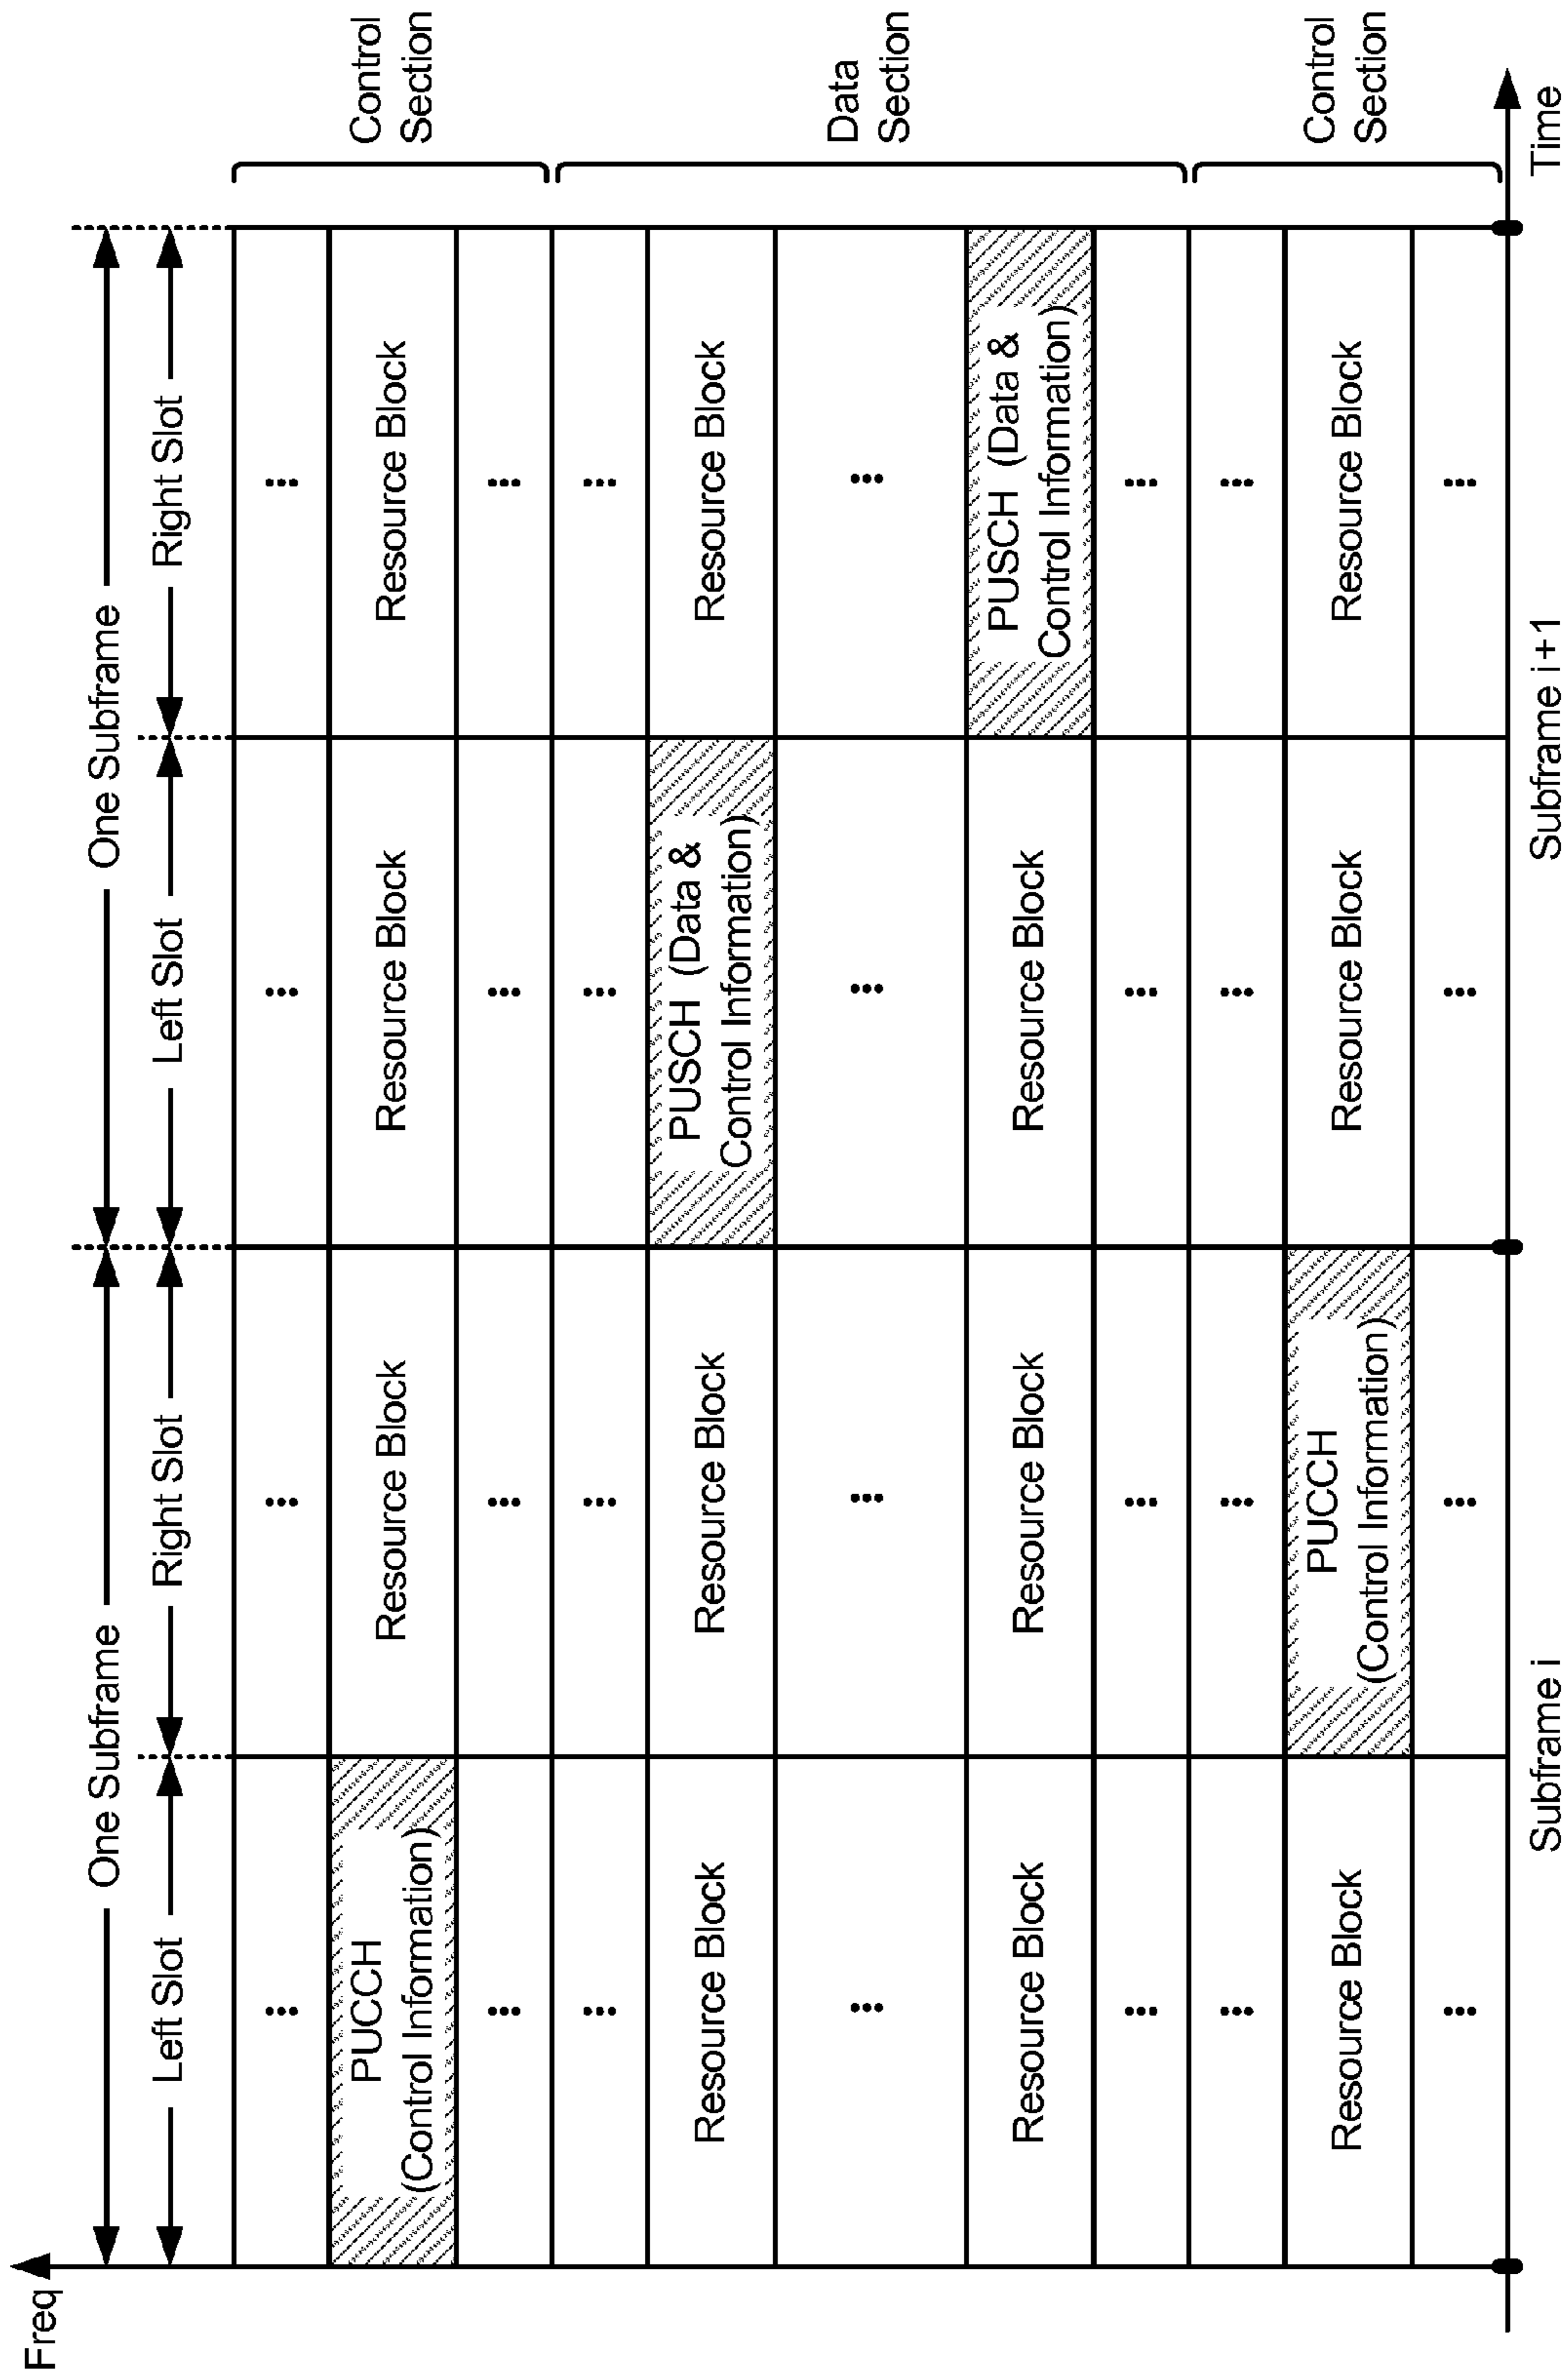 Freq
One Subframe
One Subframe
Left Slot
Right Slot
Left Slot
Right Slot
... ... ... ...
PUCCH
(Control Information)
Resource Block
Resource Block
Resource Block
Control
Section
... ... ... ...
... ... ... ...
Resource Block
Resource Block
PUSCH (Data &
Control Information)
Resource Block
... ... ... ...
Data
Section
Resource Block
Resource Block
Resource Block
PUSCH (Data &
Control Information)
... ... ... ...
... ... ... ...
Resource Block
PUCCH
(Control Information)
Resource Block
Resource Block
Control
Section
... ... ... ...
Subframe i
Subframe i+1
Time